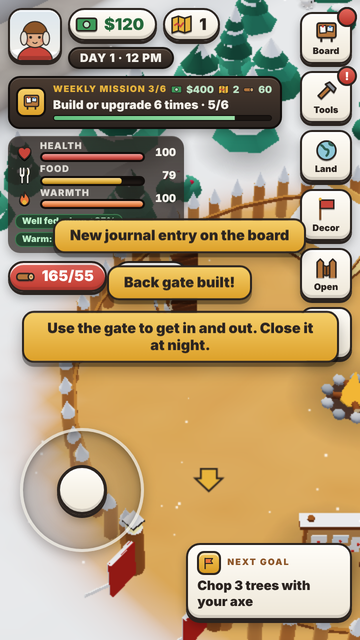 $120
1
DAY 1 · 12 PM
Board
WEEKLY MISSION 3/6 $400 2 60
Build or upgrade 6 times · 5/6
Tools
!
HEALTH 100
FOOD 79
WARMTH 100
Land
Well fed
Warm:
New journal entry on the board
Decor
165/55
Back gate built!
Open
Use the gate to get in and out. Close it
at night.
NEXT GOAL
Chop 3 trees with
your axe